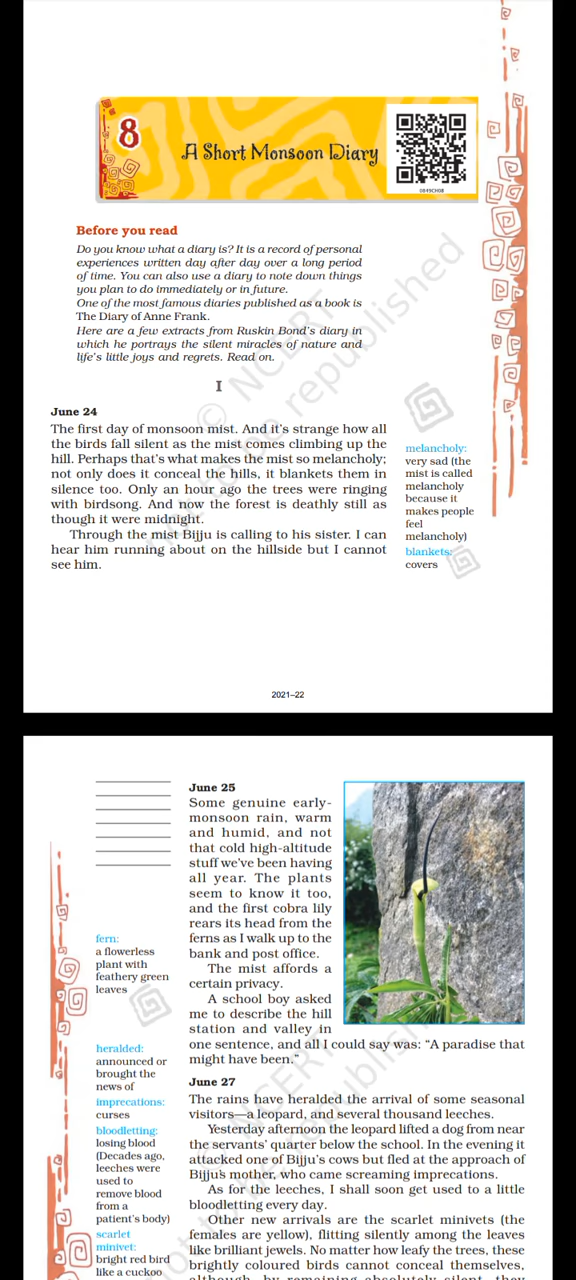 8
A Short Monsoon Diary
0849CH08
Before you read
Do you know what a diary is? It is a record of personal
experiences written day after day over a long period
of time. You can also use a diary to note down things
you plan to do immediately or in future.
One of the most famous diaries published as a book is
The Diary of Anne Frank.
Here are a few extracts from Ruskin Bond's diary in
which he portrays the silent miracles of nature and
life's little joys and regrets. Read on.
I
June 24
The first day of monsoon mist. And it's strange how all
the birds fall silent as the mist comes climbing up the
hill. Perhaps that's what makes the mist so melancholy;
not only does it conceal the hills, it blankets them in
silence too. Only an hour ago the trees were ringing
with birdsong. And now the forest is deathly still as
though it were midnight.
Through the mist Bijju is calling to his sister. I can
hear him running about on the hillside but I cannot
see him.
melancholy:
very sad (the
mist is called
melancholy
because it
makes people
feel
melancholy)
blankets:
covers
© NCERT
not to be republished
2021–22
June 25
Some genuine early-
monsoon rain, warm
and humid, and not
that cold high-altitude
stuff we've been having
all year. The plants
seem to know it too,
and the first cobra lily
rears its head from the
ferns as I walk up to the
bank and post office.
The mist affords a
certain privacy.
A school boy asked
me to describe the hill
station and valley in
one sentence, and all I could say was: "A paradise that
might have been."
June 27
The rains have heralded the arrival of some seasonal
visitors—a leopard, and several thousand leeches.
Yesterday afternoon the leopard lifted a dog from near
the servants' quarter below the school. In the evening it
attacked one of Bijju's cows but fled at the approach of
Bijju's mother, who came screaming imprecations.
As for the leeches, I shall soon get used to a little
bloodletting every day.
Other new arrivals are the scarlet minivets (the
females are yellow), flitting silently among the leaves
like brilliant jewels. No matter how leafy the trees, these
brightly coloured birds cannot conceal themselves,
although, by remaining absolutely silent, they
fern:
a flowerless
plant with
feathery green
leaves
heralded:
announced or
brought the
news of
imprecations:
curses
bloodletting:
losing blood
(Decades ago,
leeches were
used to
remove blood
from a
patient's body)
scarlet
minivet:
bright red bird
like a cuckoo
© NCERT
not to be republished